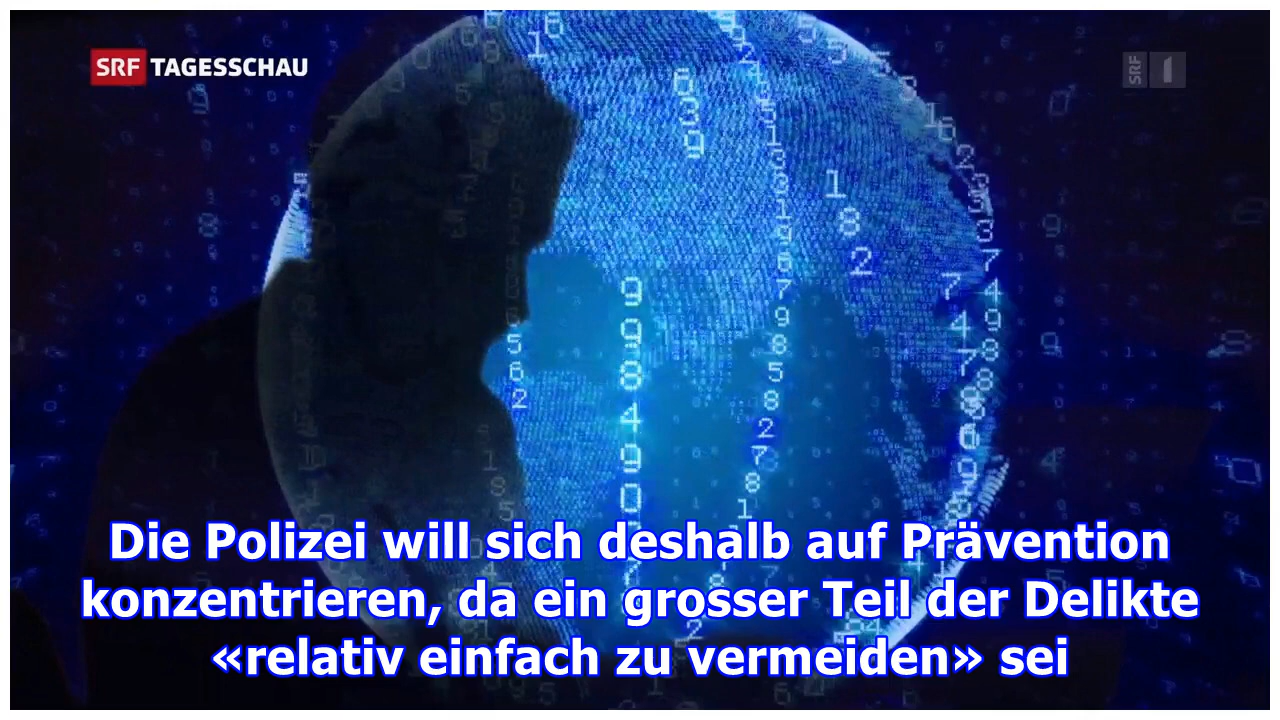 SRF TAGESSCHAU
SRF 1
Die Polizei will sich deshalb auf Prävention
konzentrieren, da ein grosser Teil der Delikte
«relativ einfach zu vermeiden» sei